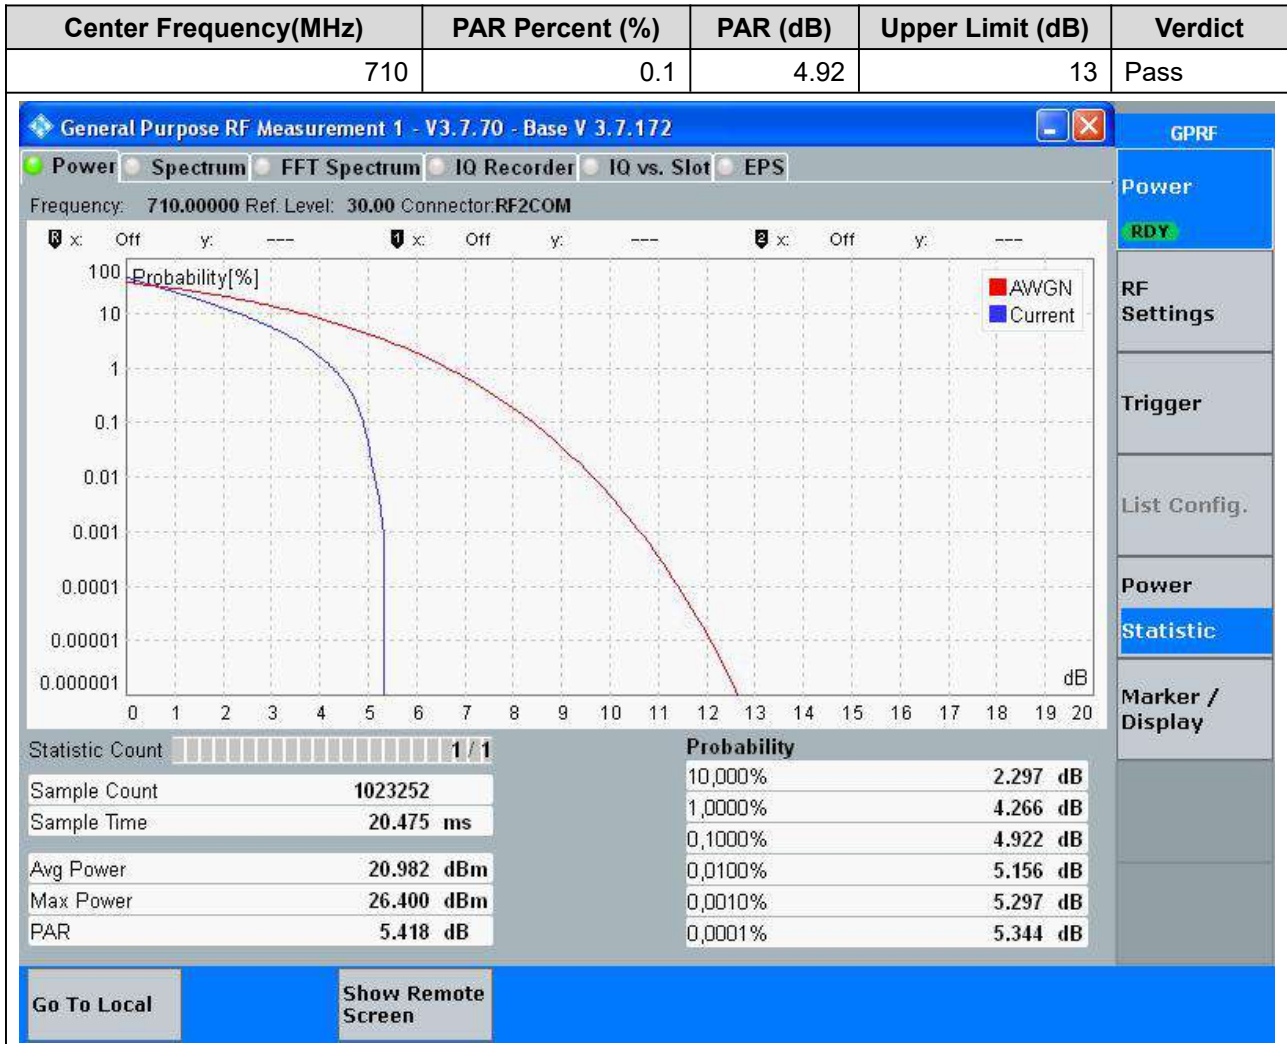 Center Frequency(MHz) PAR Percent (%) PAR (dB) Upper Limit (dB) Verdict
710 0.1 4.92 13 Pass
General Purpose RF Measurement 1 - V3.7.70 - Base V 3.7.172
GPRF
Power Spectrum FFT Spectrum IQ Recorder IQ vs. Slot EPS
Frequency: 710.00000 Ref. Level: 30.00 Connector:RF2COM
R x: Off y: --- 1 x: Off y: --- 2 x: Off y: ---
Probability[%]
100
10
1
0.1
0.01
0.001
0.0001
0.00001
0.000001
AWGN
Current
dB
0 1 2 3 4 5 6 7 8 9 10 11 12 13 14 15 16 17 18 19 20
Statistic Count 1 / 1
Sample Count 1023252
Sample Time 20.475 ms
Avg Power 20.982 dBm
Max Power 26.400 dBm
PAR 5.418 dB
Probability
10,000% 2.297 dB
1,0000% 4.266 dB
0,1000% 4.922 dB
0,0100% 5.156 dB
0,0010% 5.297 dB
0,0001% 5.344 dB
Power
RDY
RF
Settings
Trigger
List Config.
Power
Statistic
Marker /
Display
Go To Local
Show Remote
Screen